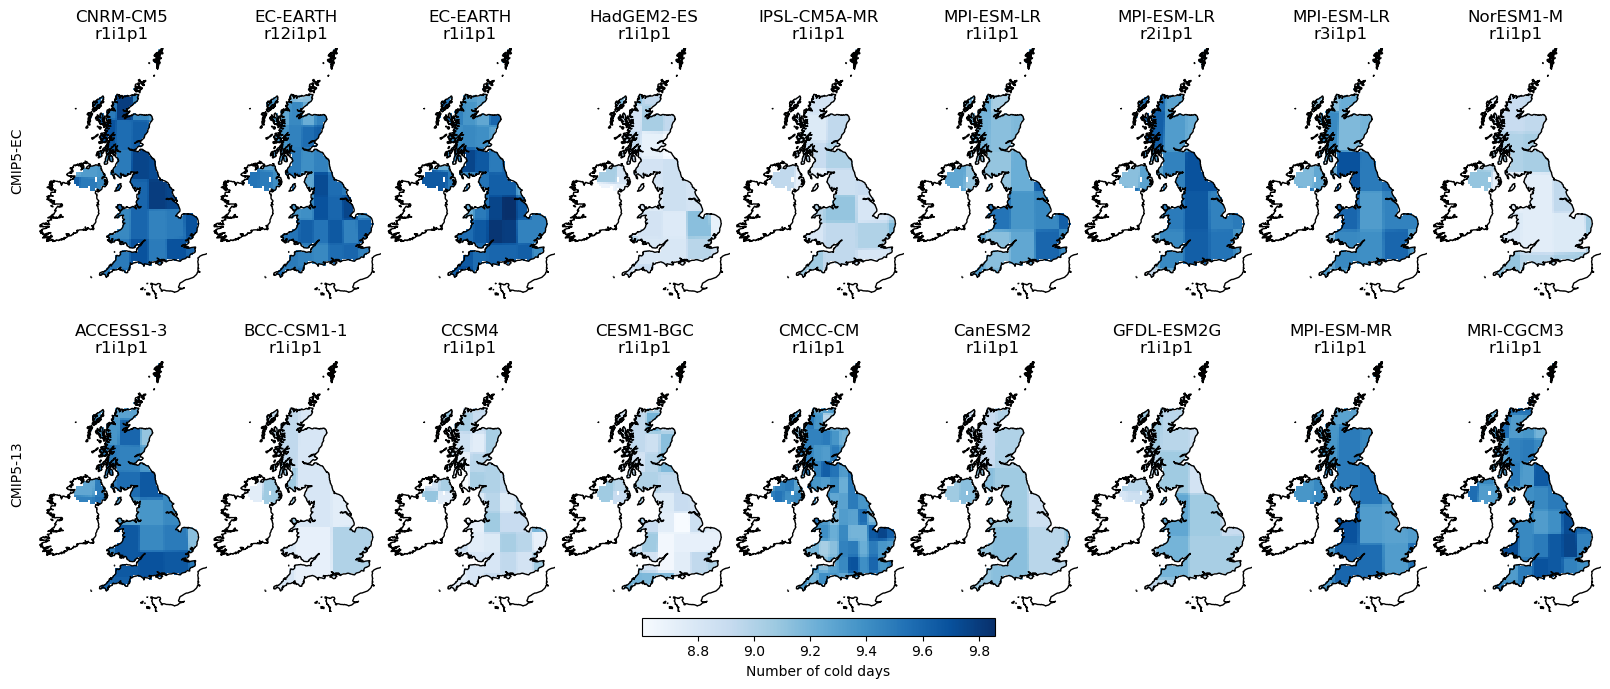 CNRM-CM5 EC-EARTH EC-EARTH HadGEM2-ES IPSL-CM5A-MR MPI-ESM-LR MPI-ESM-LR MPI-ESM-LR NorESM1-M
r1i1p1 r12i1p1 r1i1p1 r1i1p1 r1i1p1 r1i1p1 r2i1p1 r3i1p1 r1i1p1
CMIP5-EC
ACCESS1-3 BCC-CSM1-1 CCSM4 CESM1-BGC CMCC-CM CanESM2 GFDL-ESM2G MPI-ESM-MR MRI-CGCM3
r1i1p1 r1i1p1 r1i1p1 r1i1p1 r1i1p1 r1i1p1 r1i1p1 r1i1p1 r1i1p1
CMIP5-13
8.8 9.0 9.2 9.4 9.6 9.8
Number of cold days